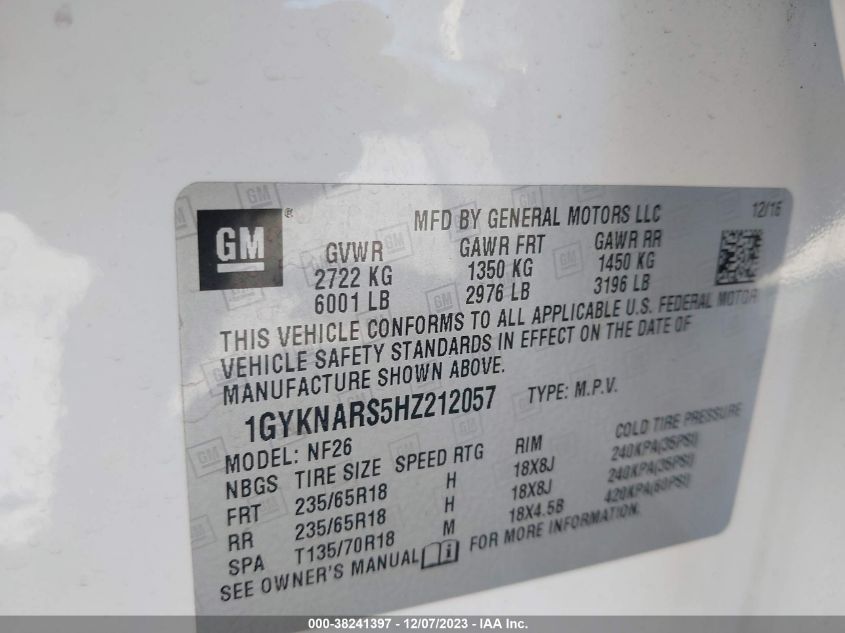 GM ®
MFD BY GENERAL MOTORS LLC 12/16
GVWR GAWR FRT GAWR RR
2722 KG 1350 KG 1450 KG
6001 LB 2976 LB 3196 LB
THIS VEHICLE CONFORMS TO ALL APPLICABLE U.S. FEDERAL MOTOR
VEHICLE SAFETY STANDARDS IN EFFECT ON THE DATE OF
MANUFACTURE SHOWN ABOVE.
1GYKNARS5HZ212057 TYPE: M.P.V.
MODEL: NF26
NBGS TIRE SIZE SPEED RTG RIM COLD TIRE PRESSURE
FRT 235/65R18 H 18X8J 240KPA(35PSI)
RR 235/65R18 H 18X8J 240KPA(35PSI)
SPA T135/70R18 M 18X4.5B 420KPA(60PSI)
SEE OWNER'S MANUAL FOR MORE INFORMATION.
000-38241397 - 12/07/2023 - IAA Inc.